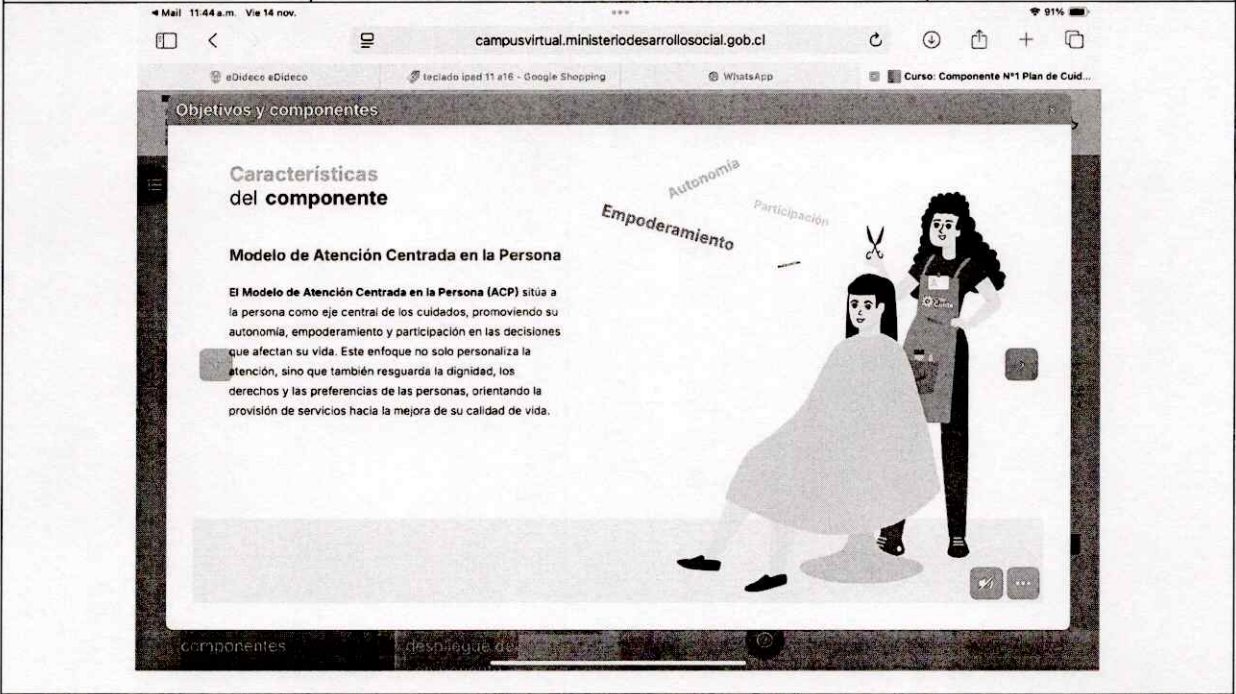 Mail 11:44 a.m. Vie 14 nov.
91%
campusvirtual.ministeriodesarrollosocial.gob.cl
eDideco eDideco
teclado ipad 11 a16 - Google Shopping
WhatsApp
Curso: Componente N°1 Plan de Cuid...
Objetivos y componentes
Características
del componente
Autonomía
Participación
Empoderamiento
Modelo de Atención Centrada en la Persona
El Modelo de Atención Centrada en la Persona (ACP) sitúa a
la persona como eje central de los cuidados, promoviendo su
autonomía, empoderamiento y participación en las decisiones
que afectan su vida. Este enfoque no solo personaliza la
atención, sino que también resguarda la dignidad, los
derechos y las preferencias de las personas, orientando la
provisión de servicios hacia la mejora de su calidad de vida.
componentes
despliegue de